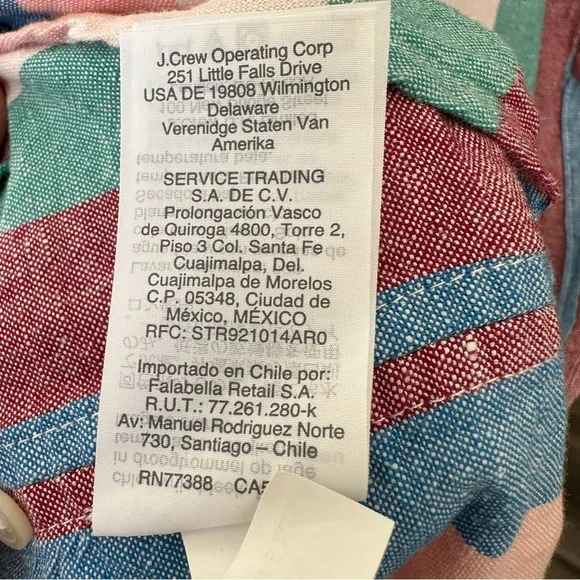 J.Crew Operating Corp
251 Little Falls Drive
USA DE 19808 Wilmington
Delaware
Verenidge Staten Van
Amerika
SERVICE TRADING
S.A. DE C.V.
Prolongación Vasco
de Quiroga 4800, Torre 2,
Piso 3 Col. Santa Fe
Cuajimalpa, Del.
Cuajimalpa de Morelos
C.P. 05348, Ciudad de
México, MÉXICO
RFC: STR921014AR0
Importado en Chile por:
Falabella Retail S.A.
R.U.T.: 77.261.280-k
Av: Manuel Rodriguez Norte
730, Santiago – Chile
RN77388